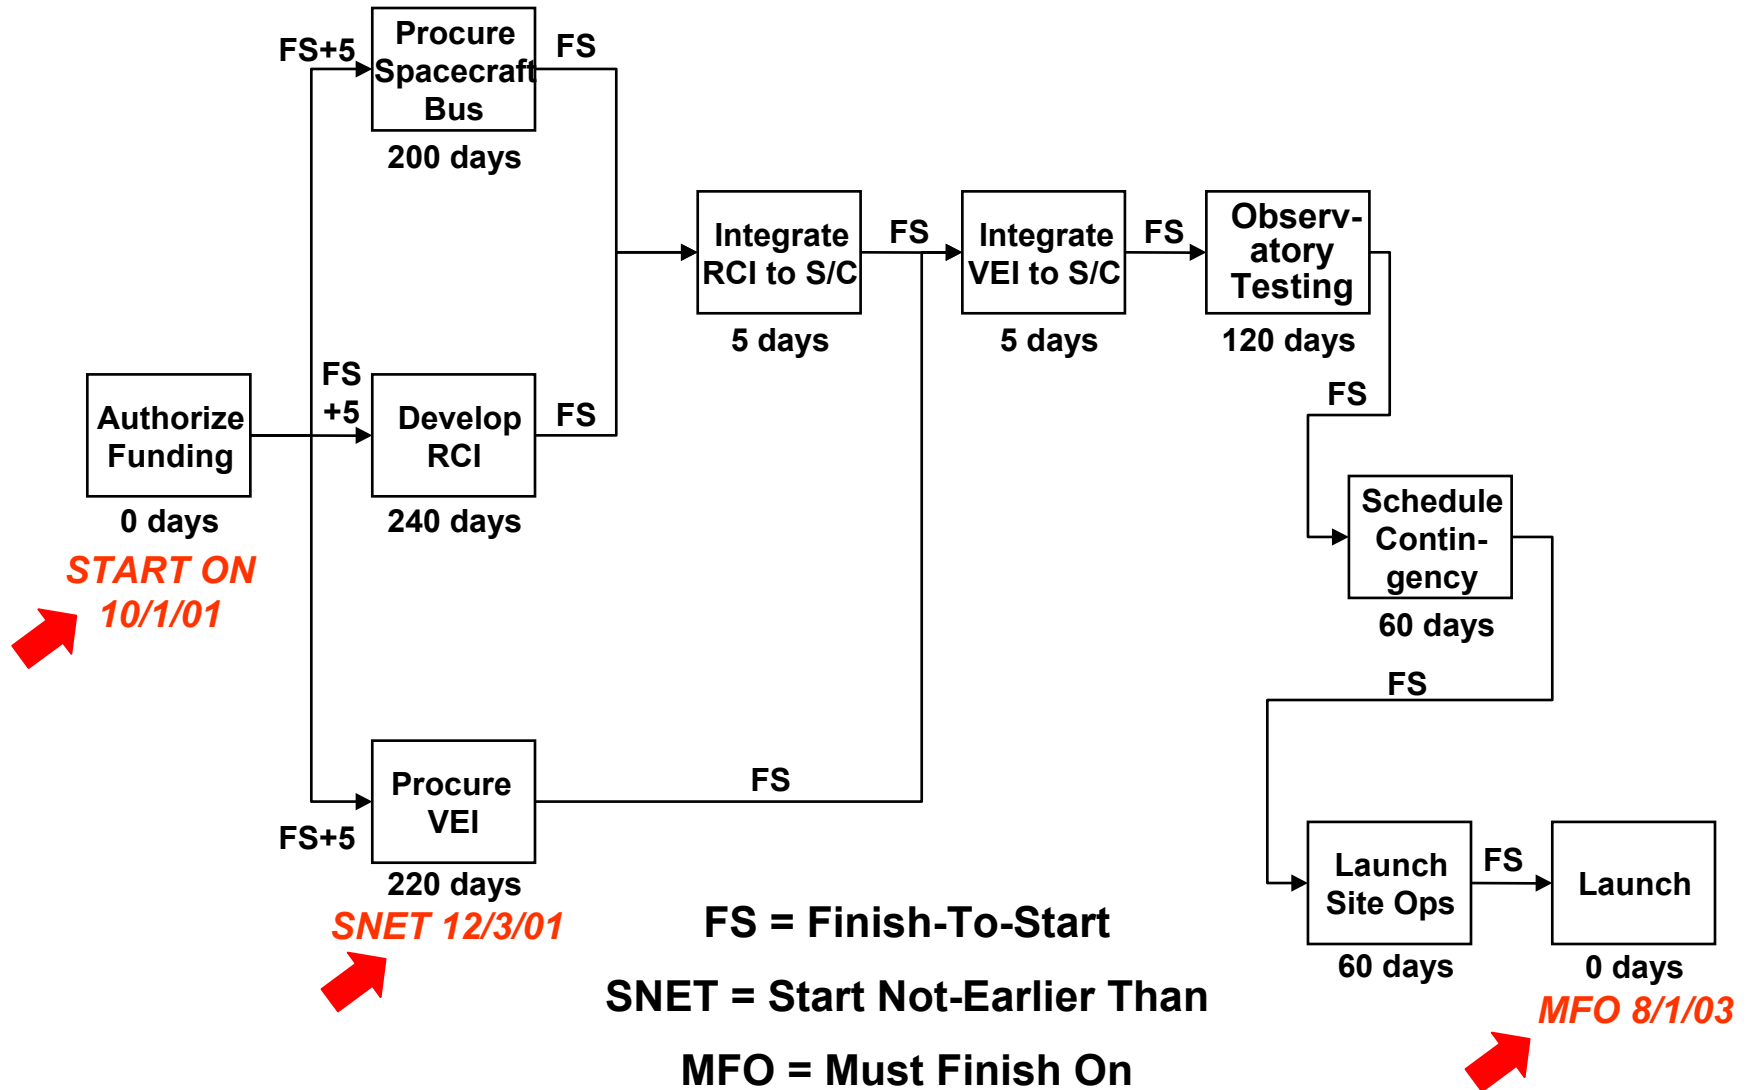 FS+5
Procure
Spacecraft
Bus
FS
200 days
Integrate
RCI to S/C
FS
5 days
Integrate
VEI to S/C
FS
5 days
Observ-
atory
Testing
120 days
FS
Authorize
Funding
0 days
START ON
10/1/01
FS
+5
Develop
RCI
FS
240 days
Schedule
Contin-
gency
60 days
FS
FS+5
Procure
VEI
FS
220 days
SNET 12/3/01
Launch
Site Ops
FS
60 days
Launch
0 days
MFO 8/1/03
FS = Finish-To-Start
SNET = Start Not-Earlier Than
MFO = Must Finish On